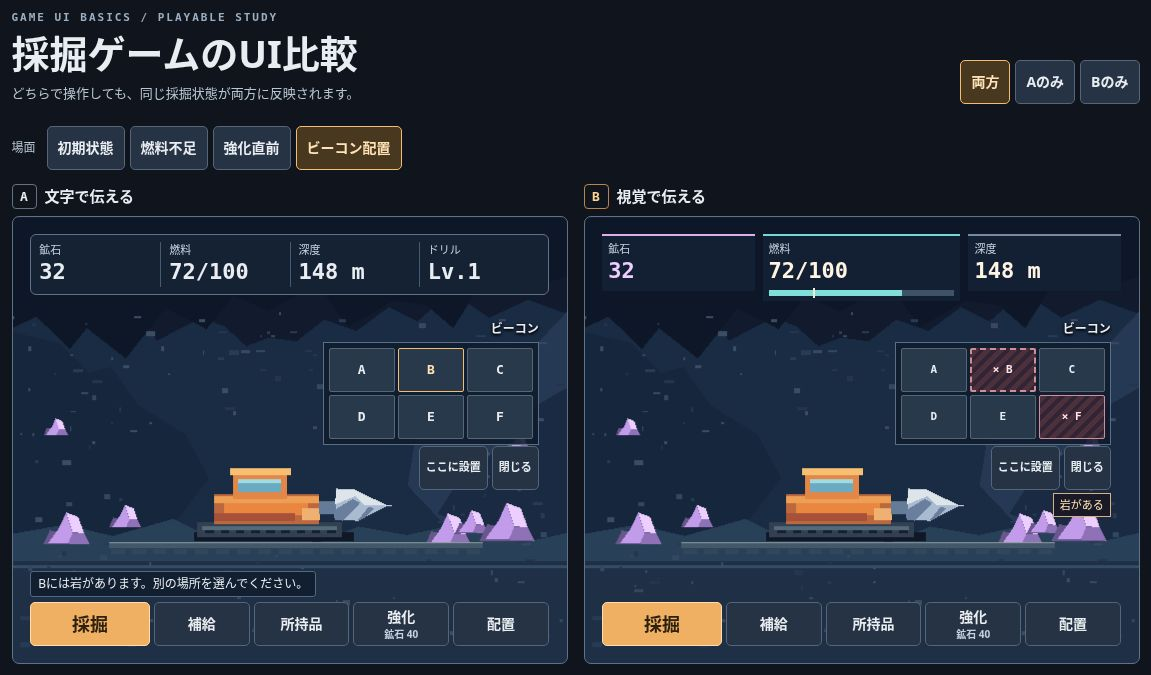 GAME UI BASICS / PLAYABLE STUDY
採掘ゲームのUI比較
どちらで操作しても、同じ採掘状態が両方に反映されます。
両方 Aのみ Bのみ
場面 初期状態 燃料不足 強化直前 ビーコン配置
A 文字で伝える
鉱石 燃料 深度 ドリル
32 72/100 148 m Lv.1
ビーコン
A B C
D E F
ここに設置 閉じる
Bには岩があります。別の場所を選んでください。
採掘 補給 所持品 強化 配置
鉱石 40
B 視覚で伝える
鉱石 燃料 深度
32 72/100 148 m
ビーコン
A × B C
D E × F
ここに設置 閉じる
岩がある
採掘 補給 所持品 強化 配置
鉱石 40